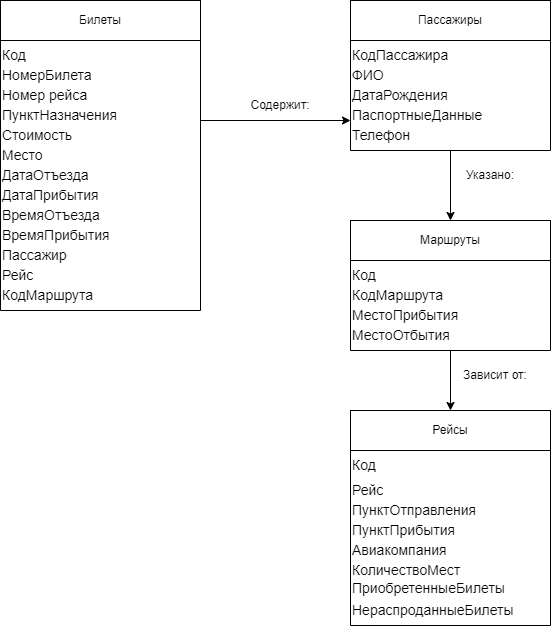 Билеты
Код
НомерБилета
Номер рейса
ПунктНазначения
Стоимость
Место
ДатаОтъезда
ДатаПрибытия
ВремяОтъезда
ВремяПрибытия
Пассажир
Рейс
КодМаршрута
Содержит:
Пассажиры
КодПассажира
ФИО
ДатаРождения
ПаспортныеДанные
Телефон
Указано:
Маршруты
Код
КодМаршрута
МестоПрибытия
МестоОтбытия
Зависит от:
Рейсы
Код
Рейс
ПунктОтправления
ПунктПрибытия
Авиакомпания
КоличествоМест
ПриобретенныеБилеты
НераспроданныеБилеты